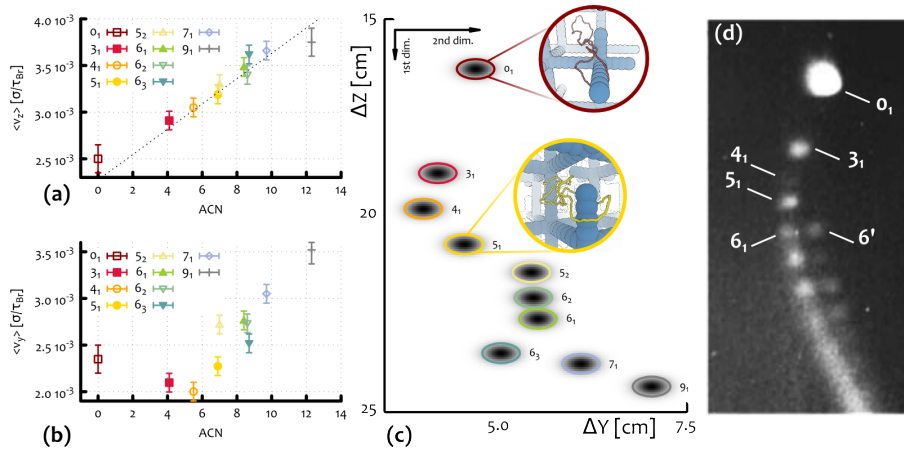 4.0 10⁻³
3.5 10⁻³
3.0 10⁻³
2.5 10⁻³
<v_z> [σ/τ_Br]
0₁ 5₂ 7₁
3₁ 6₁ 9₁
4₁ 6₂
5₁ 6₃
(a)
0 2 4 6 8 10 12 14
ACN
3.5 10⁻³
3.0 10⁻³
2.5 10⁻³
2.0 10⁻³
<v_y> [σ/τ_Br]
0₁ 5₂ 7₁
3₁ 6₁ 9₁
4₁ 6₂
5₁ 6₃
(b)
0 2 4 6 8 10 12 14
ACN
15
20
25
ΔZ [cm]
2nd dim.
1st dim.
0₁
3₁
4₁
5₁
5₂
6₂
6₁
6₃
7₁
9₁
5.0 7.5
ΔY [cm]
(c)
(d)
0₁
3₁
4₁
5₁
6₁
6'